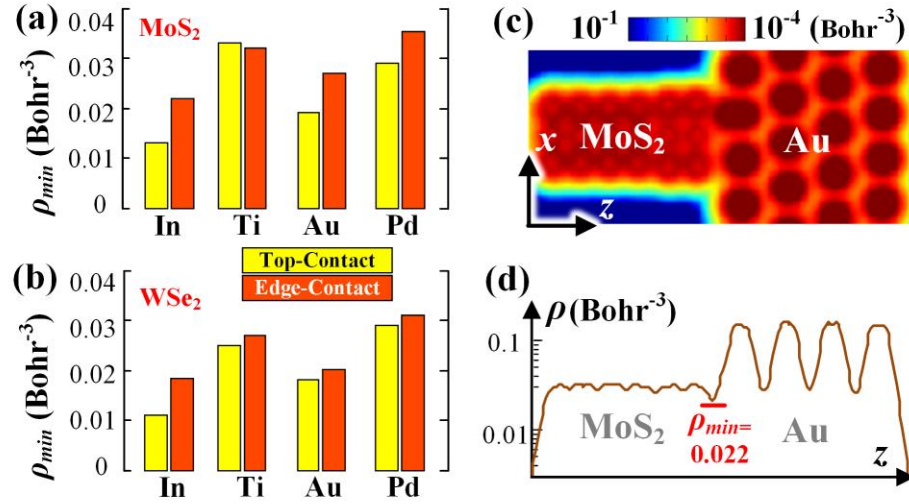 (a)
MoS₂
ρmin (Bohr⁻³)
0.04
0.03
0.02
0.01
0
In Ti Au Pd
Top-Contact
Edge-Contact
(b)
WSe₂
ρmin (Bohr⁻³)
0.04
0.03
0.02
0.01
0
In Ti Au Pd
(c)
10⁻¹ 10⁻⁴ (Bohr⁻³)
MoS₂ Au
x
z
(d)
ρ (Bohr⁻³)
0.1
0.01
MoS₂ Au
ρmin=
0.022
z